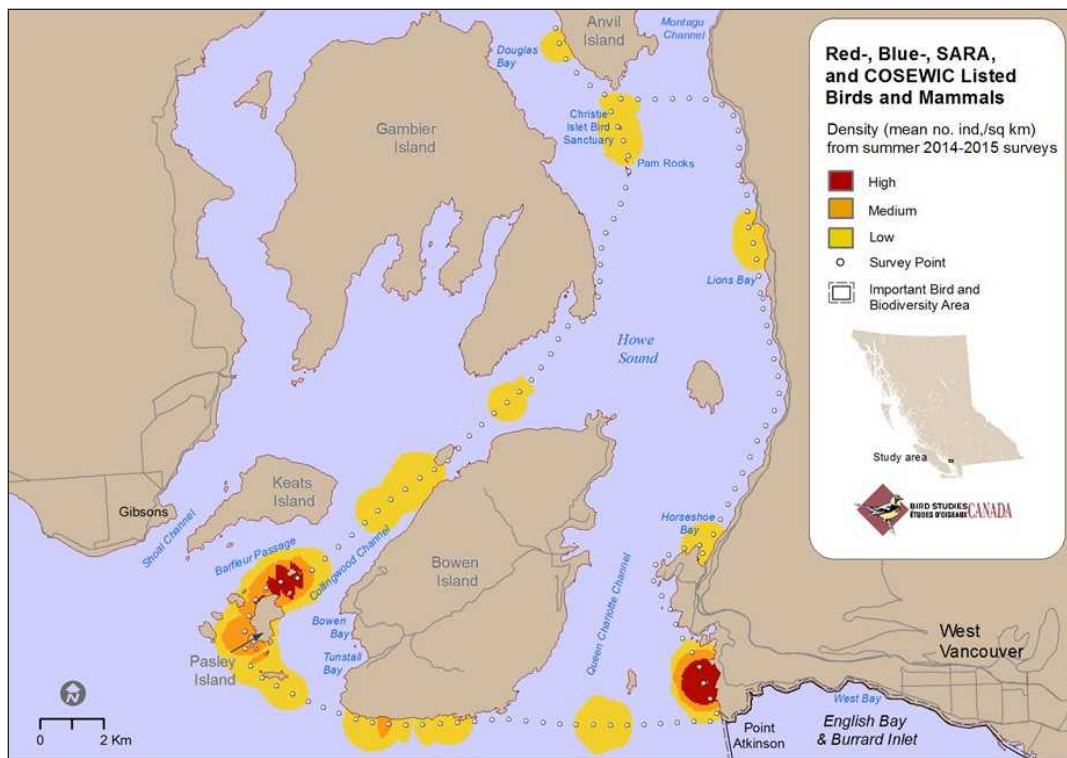 Anvil
Island
Montagu
Channel
Douglas
Bay
Christie
Islet Bird
Sanctuary
Pam Rocks
Gambier
Island
Lions Bay
Howe
Sound
Keats
Island
Gibsons
Shoal Channel
Barfleur Passage
Collingwood Channel
Horseshoe
Bay
Bowen
Island
Queen Charlotte Channel
Bowen
Bay
Tunstall
Bay
Pasley
Island
West
Vancouver
West Bay
Point
Atkinson
English Bay
& Burrard Inlet
N
0 2 Km
Red-, Blue-, SARA,
and COSEWIC Listed
Birds and Mammals
Density (mean no. ind,/sq km)
from summer 2014-2015 surveys
High
Medium
Low
Survey Point
Important Bird and
Biodiversity Area
Study area
BIRD STUDIES
ÉTUDES D'OISEAUX CANADA